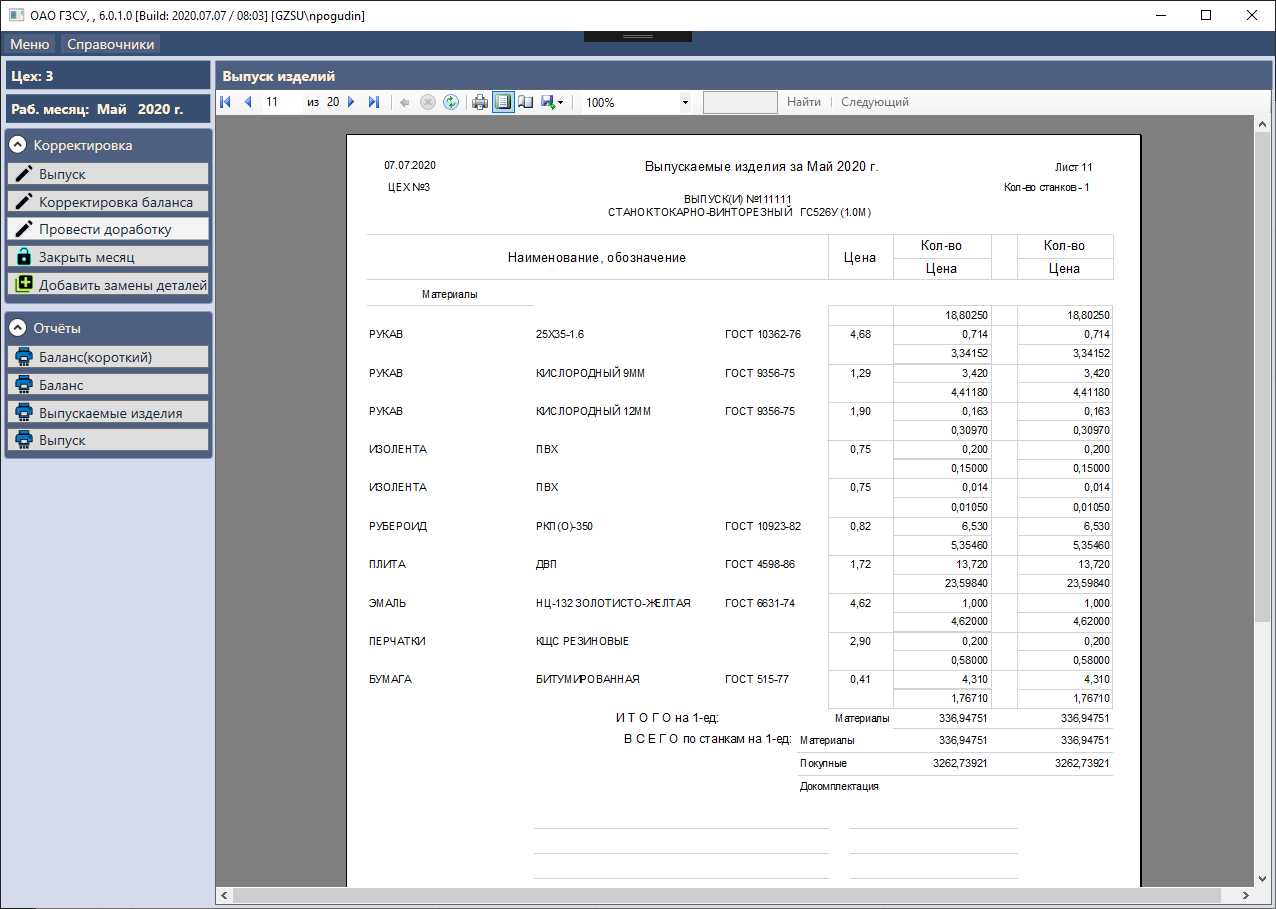 ОАО ГЗСУ, , 6.0.1.0 [Build: 2020.07.07 / 08:03] [GZSU\npogudin]
Меню Справочники
Цех: 3
Раб. месяц: Май 2020 г.
Корректировка
Выпуск
Корректировка баланса
Провести доработку
Закрыть месяц
Добавить замены деталей
Отчёты
Баланс(короткий)
Баланс
Выпускаемые изделия
Выпуск
Выпуск изделий
11 из 20 100% Найти Следующий
07.07.2020 Выпускаемые изделия за Май 2020 г. Лист 11
ЦЕХ №3 Кол-во станков - 1
ВЫПУСК(И) №111111
СТАНОКТОКАРНО-ВИНТОРЕЗНЫЙ ГС526У (1.0М)
Наименование, обозначение Цена Кол-во Кол-во
Цена Цена
Материалы
18,80250 18,80250
РУКАВ 25Х35-1.6 ГОСТ 10362-76 4,68 0,714 0,714
3,34152 3,34152
РУКАВ КИСЛОРОДНЫЙ 9ММ ГОСТ 9356-75 1,29 3,420 3,420
4,41180 4,41180
РУКАВ КИСЛОРОДНЫЙ 12ММ ГОСТ 9356-75 1,90 0,163 0,163
0,30970 0,30970
ИЗОЛЕНТА ПВХ 0,75 0,200 0,200
0,15000 0,15000
ИЗОЛЕНТА ПВХ 0,75 0,014 0,014
0,01050 0,01050
РУБЕРОИД РКП(О)-350 ГОСТ 10923-82 0,82 6,530 6,530
5,35460 5,35460
ПЛИТА ДВП ГОСТ 4598-86 1,72 13,720 13,720
23,59840 23,59840
ЭМАЛЬ НЦ-132 ЗОЛОТИСТО-ЖЕЛТАЯ ГОСТ 6631-74 4,62 1,000 1,000
4,62000 4,62000
ПЕРЧАТКИ КЩС РЕЗИНОВЫЕ 2,90 0,200 0,200
0,58000 0,58000
БУМАГА БИТУМИРОВАННАЯ ГОСТ 515-77 0,41 4,310 4,310
1,76710 1,76710
И Т О Г О на 1-ед: Материалы 336,94751 336,94751
В С Е Г О по станкам на 1-ед: Материалы 336,94751 336,94751
Покупные 3262,73921 3262,73921
Докомплектация